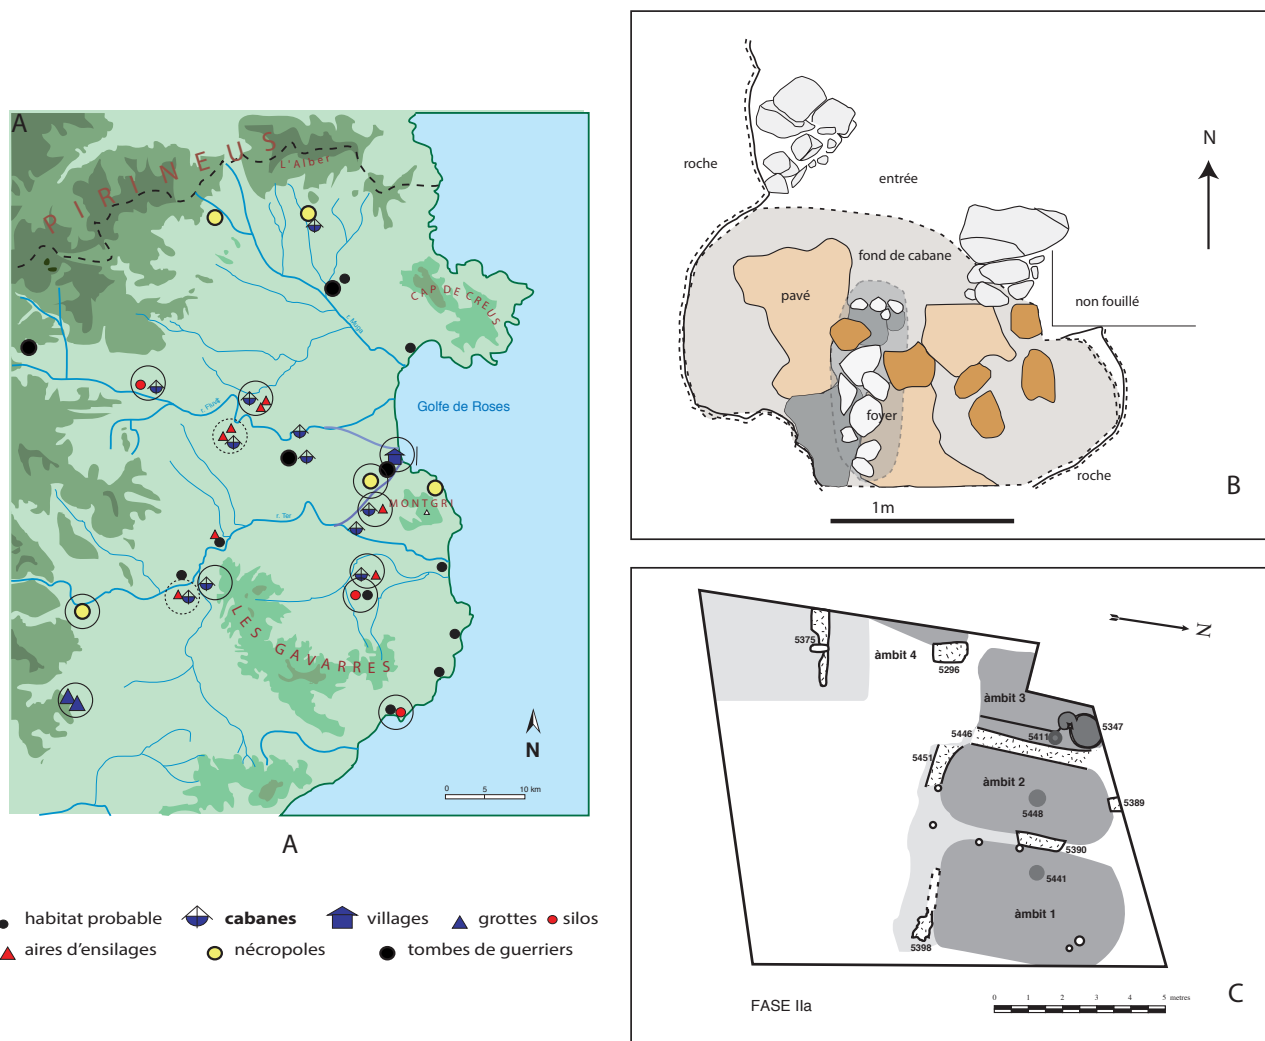 A
PIRINEUS
L'Alber
CAP DE CREUS
r. Muga
r. Fluvià
Golfe de Roses
MONTGRI
r. Ter
LES GAVARRES
N
0 5 10 km
A
habitat probable
cabanes
villages
grottes
silos
aires d'ensilages
nécropoles
tombes de guerriers
N
roche
entrée
fond de cabane
pavé
non fouillé
foyer
roche
1m
B
N
5375
àmbit 4
5296
àmbit 3
5347
5446
5411
5451
àmbit 2
5389
5448
5390
5441
àmbit 1
5398
FASE IIa
0 1 2 3 4 5 metres
C